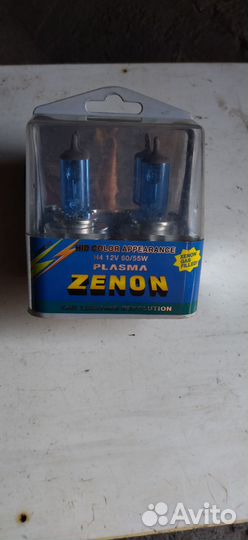 HID COLOR APPEARANCE
H4 12V 60/55W
PLASMA
ZENON
XENON
GAS
FILLED
Avito